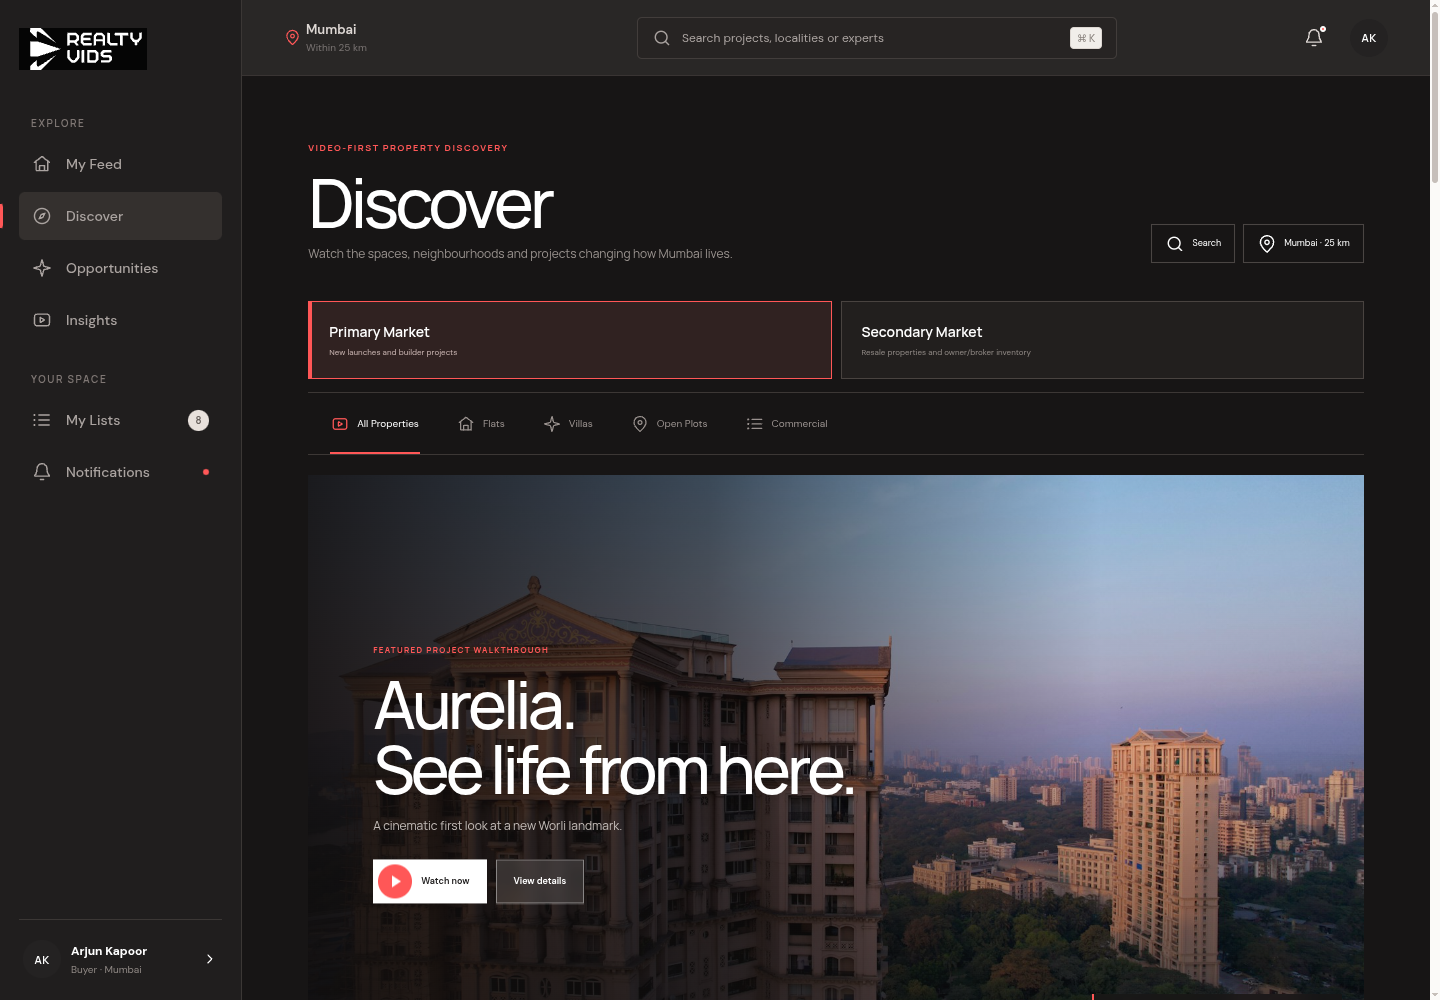 REALTY
VIDS
EXPLORE
My Feed
Discover
Opportunities
Insights
YOUR SPACE
My Lists
8
Notifications
AK
Arjun Kapoor
Buyer · Mumbai
Mumbai
Within 25 km
Search projects, localities or experts
⌘ K
AK
VIDEO-FIRST PROPERTY DISCOVERY
Discover
Watch the spaces, neighbourhoods and projects changing how Mumbai lives.
Search
Mumbai · 25 km
Primary Market
New launches and builder projects
Secondary Market
Resale properties and owner/broker inventory
All Properties
Flats
Villas
Open Plots
Commercial
FEATURED PROJECT WALKTHROUGH
Aurelia.
See life from here.
A cinematic first look at a new Worli landmark.
Watch now
View details